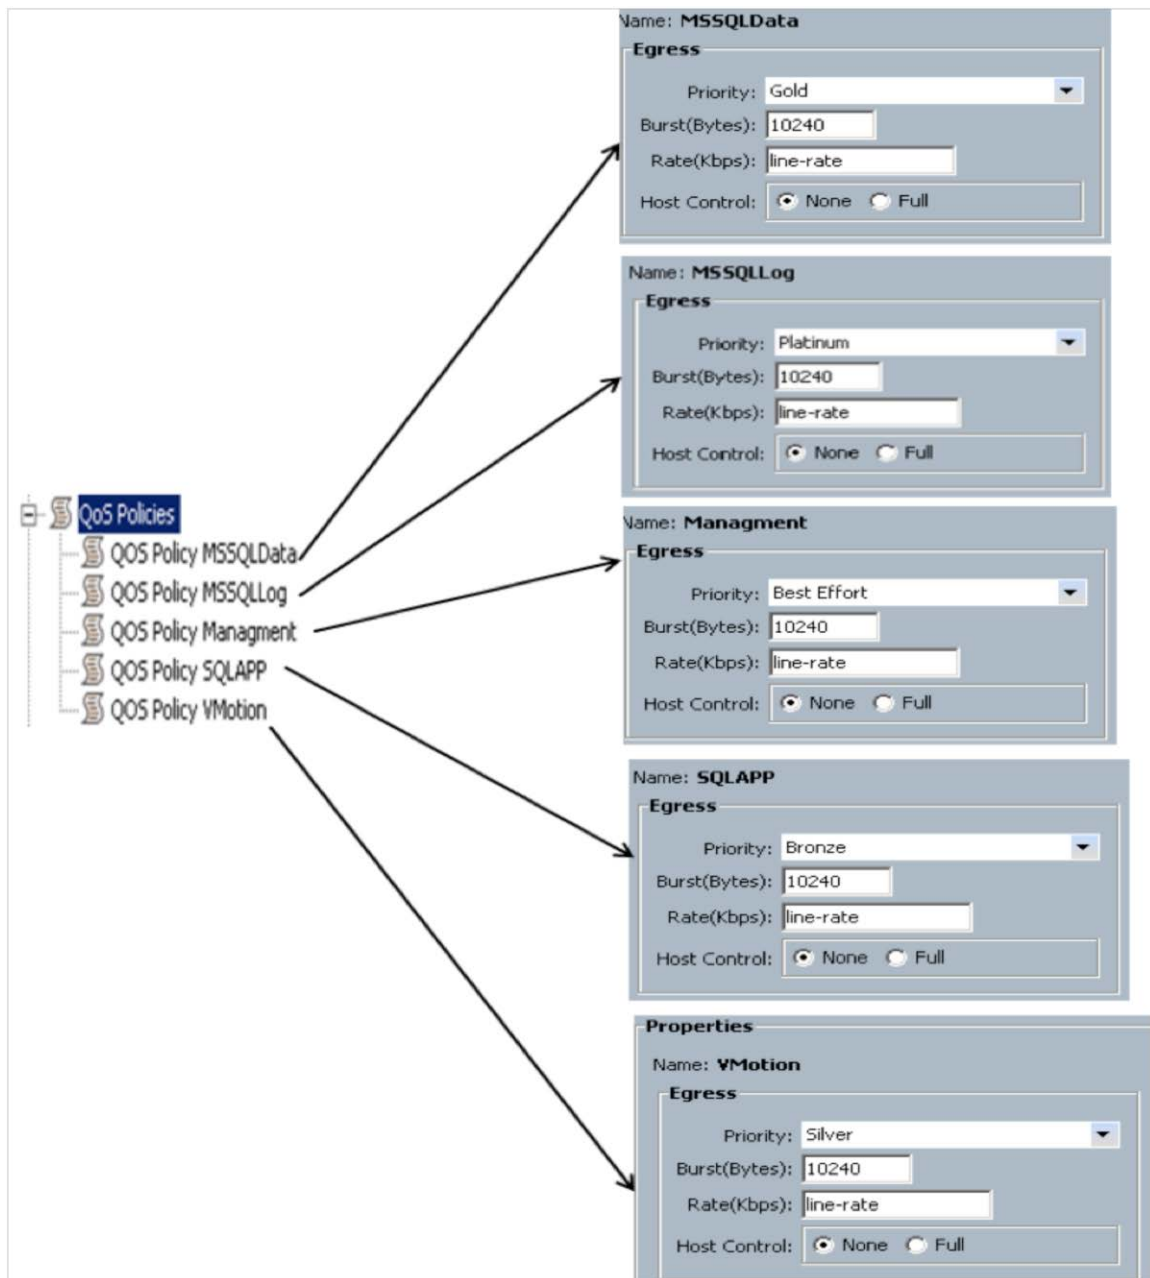 QoS Policies
QOS Policy MSSQLData
QOS Policy MSSQLLog
QOS Policy Managment
QOS Policy SQLAPP
QOS Policy VMotion
Name: MSSQLData
Egress
Priority: Gold
Burst(Bytes): 10240
Rate(Kbps): line-rate
Host Control: None Full
Name: MSSQLLog
Egress
Priority: Platinum
Burst(Bytes): 10240
Rate(Kbps): line-rate
Host Control: None Full
Name: Managment
Egress
Priority: Best Effort
Burst(Bytes): 10240
Rate(Kbps): line-rate
Host Control: None Full
Name: SQLAPP
Egress
Priority: Bronze
Burst(Bytes): 10240
Rate(Kbps): line-rate
Host Control: None Full
Properties
Name: VMotion
Egress
Priority: Silver
Burst(Bytes): 10240
Rate(Kbps): line-rate
Host Control: None Full